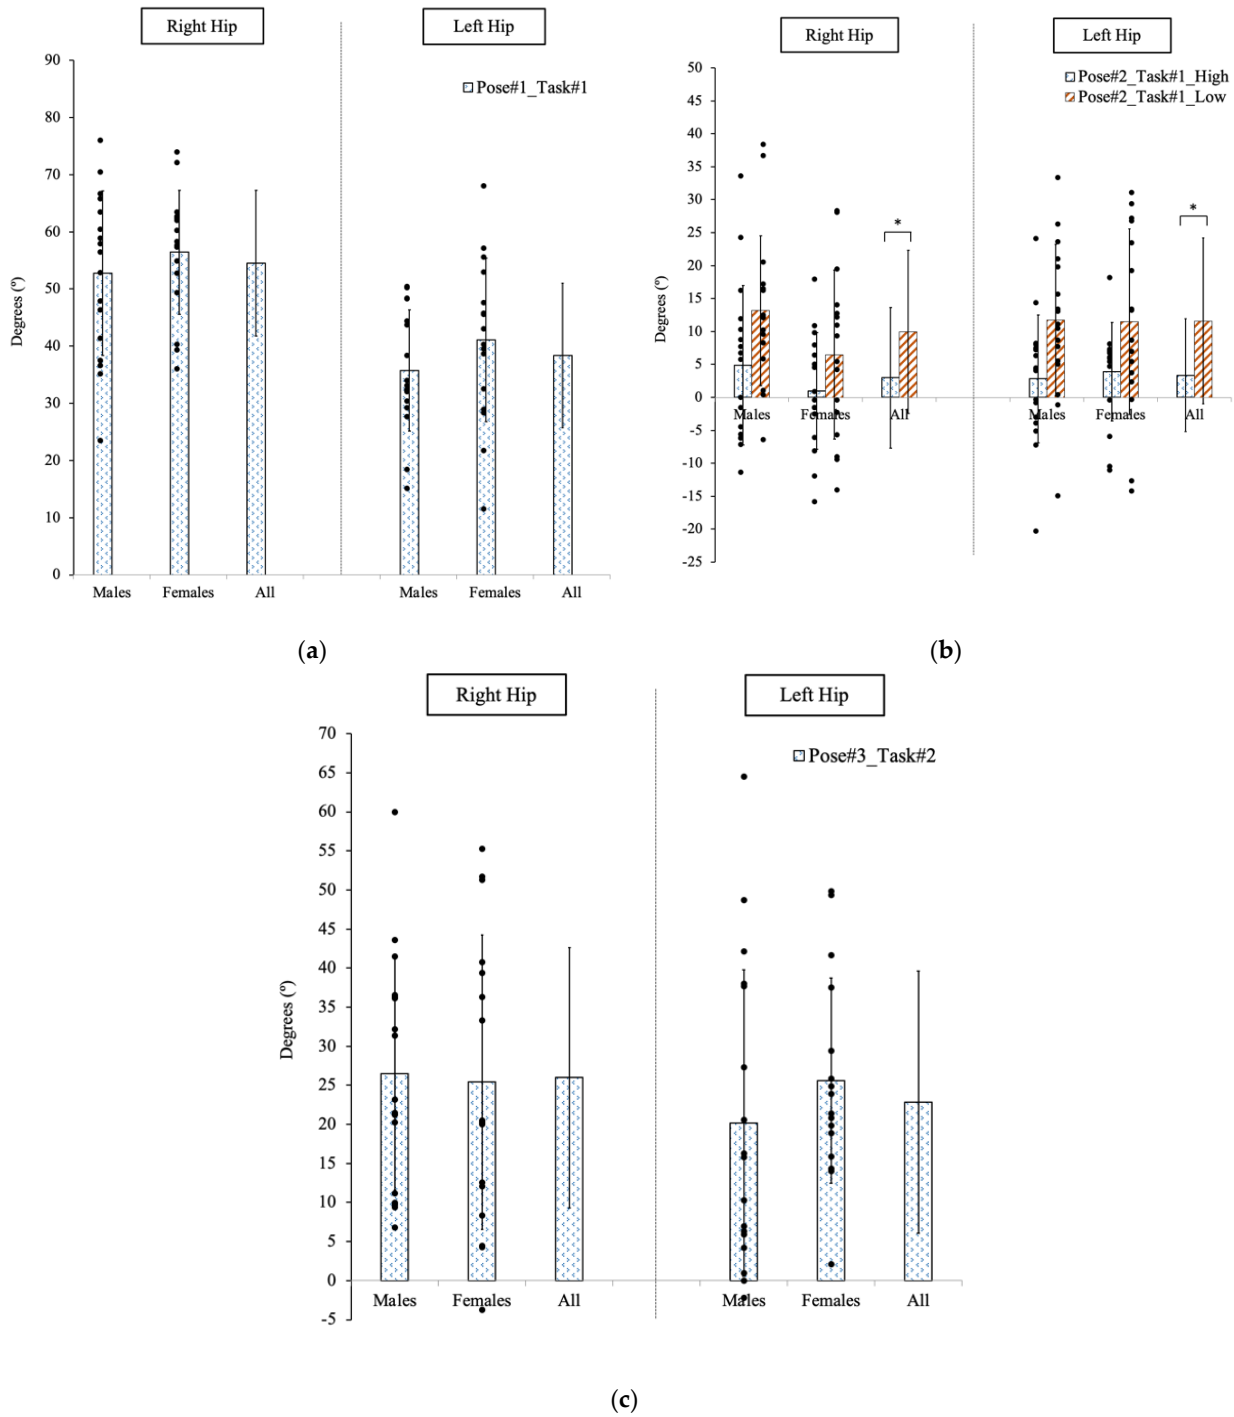 Right Hip
Left Hip
90
80
70
60
50
40
30
20
10
0
Degrees (º)
Pose#1_Task#1
Males
Females
All
Males
Females
All
(a)
Right Hip
Left Hip
50
45
40
35
30
25
20
15
10
5
0
-5
-10
-15
-20
-25
Degrees (º)
Pose#2_Task#1_High
Pose#2_Task#1_Low
*
*
Males
Females
All
Males
Females
All
(b)
Right Hip
Left Hip
70
65
60
55
50
45
40
35
30
25
20
15
10
5
0
-5
Degrees (º)
Pose#3_Task#2
Males
Females
All
Males
Females
All
(c)